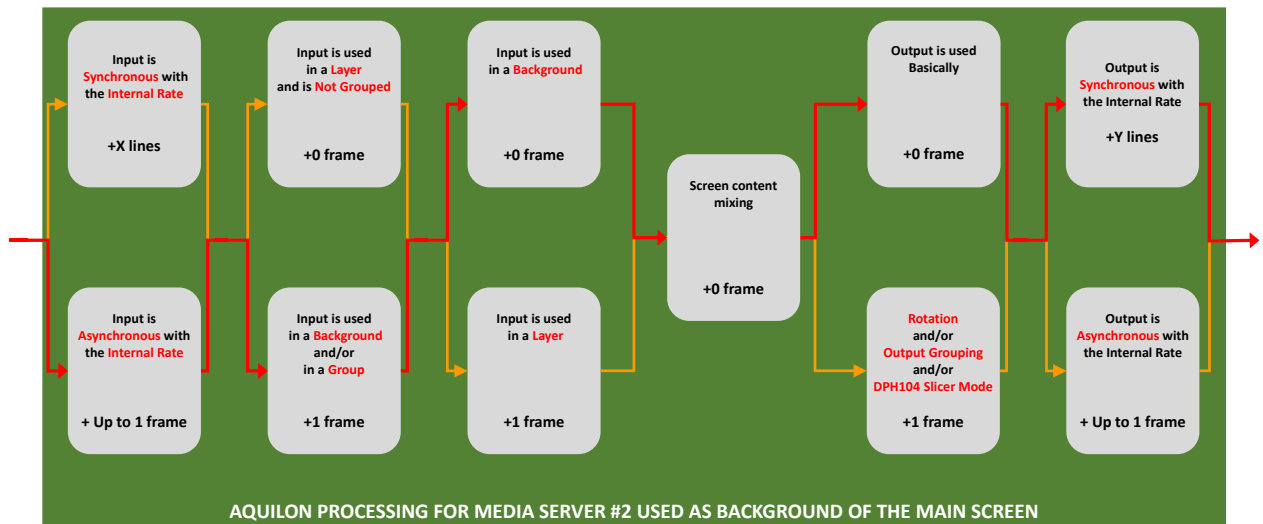 Input is
Synchronous with
the Internal Rate
+X lines
Input is used
in a Layer
and is Not Grouped
+0 frame
Input is used
in a Background
+0 frame
Screen content
mixing
+0 frame
Output is used
Basically
+0 frame
Output is
Synchronous with
the Internal Rate
+Y lines
Input is
Asynchronous with
the Internal Rate
+ Up to 1 frame
Input is used
in a Background
and/or
in a Group
+1 frame
Input is used
in a Layer
+1 frame
Rotation
and/or
Output Grouping
and/or
DPH104 Slicer Mode
+1 frame
Output is
Asynchronous with
the Internal Rate
+ Up to 1 frame
AQUILON PROCESSING FOR MEDIA SERVER #2 USED AS BACKGROUND OF THE MAIN SCREEN